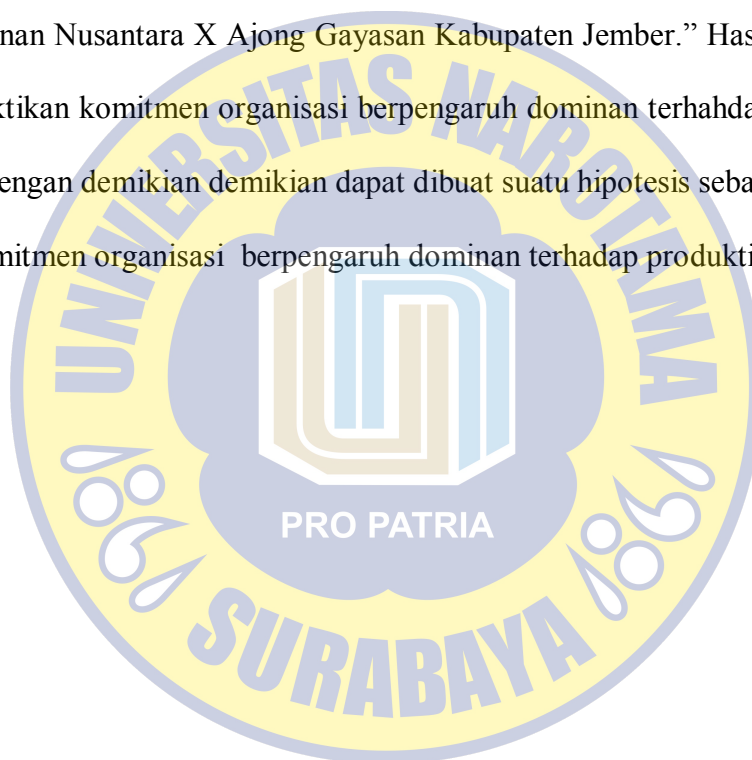 nan Nusantara X Ajong Gayasan Kabupaten Jember.” Has
ktikan komitmen organisasi berpengaruh dominan terhahda
engan demikian demikian dapat dibuat suatu hipotesis seba
mitmen organisasi berpengaruh dominan terhadap produkti
UNIVERSITAS NAROTAMA
PRO PATRIA
1981
SURABAYA